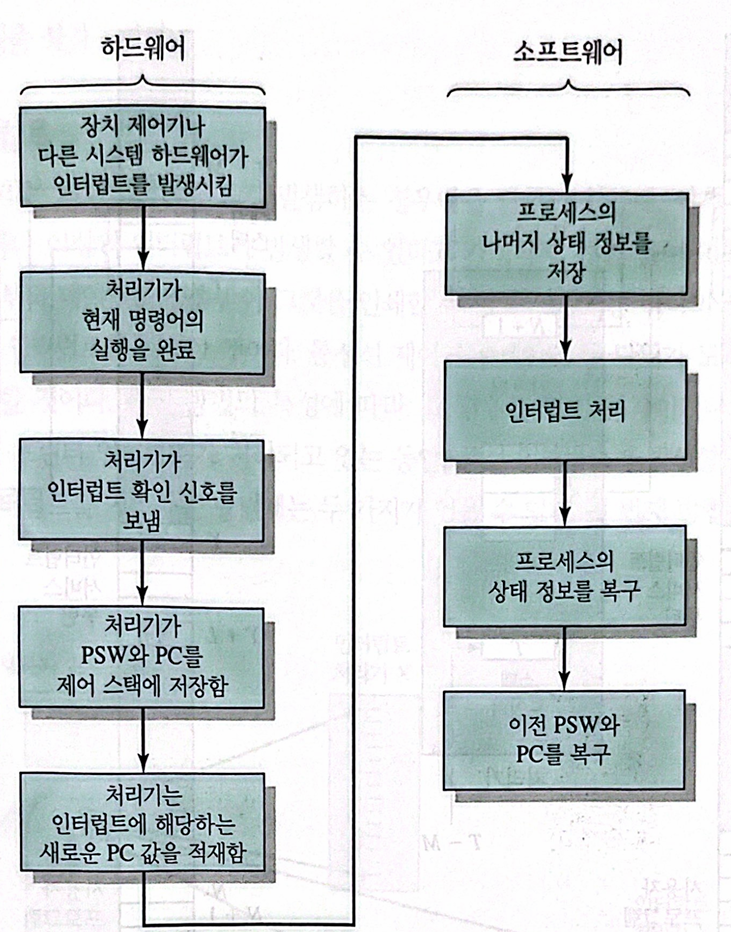 하드웨어
장치 제어기나
다른 시스템 하드웨어가
인터럽트를 발생시킴
처리기가
현재 명령어의
실행을 완료
처리기가
인터럽트 확인 신호를
보냄
처리기가
PSW와 PC를
제어 스택에 저장함
처리기는
인터럽트에 해당하는
새로운 PC 값을 적재함
소프트웨어
프로세스의
나머지 상태 정보를
저장
인터럽트 처리
프로세스의
상태 정보를 복구
이전 PSW와
PC를 복구